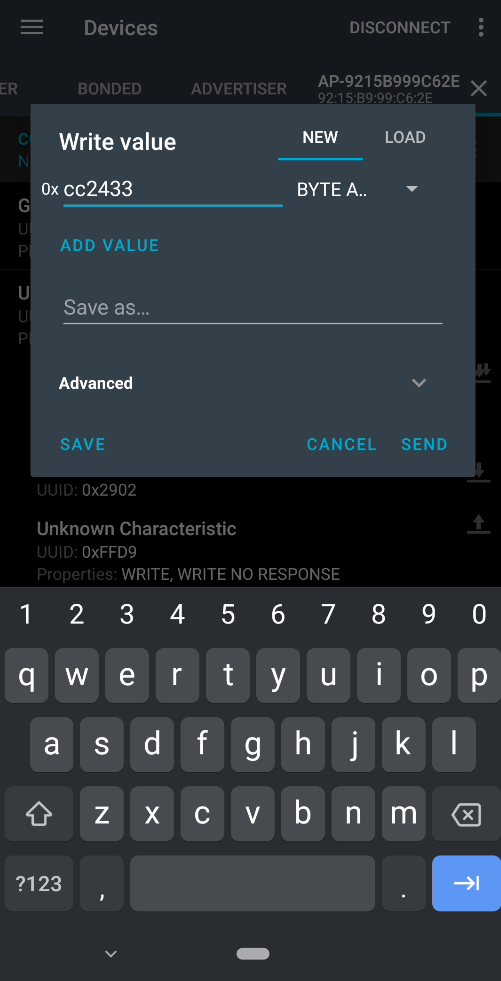 Devices DISCONNECT
ER BONDED ADVERTISER AP-9215B999C62E
92:15:B9:99:C6:2E
Write value NEW LOAD
0x cc2433 BYTE A..
ADD VALUE
Save as...
Advanced
SAVE CANCEL SEND
UUID: 0x2902
Unknown Characteristic
UUID: 0xFFD9
Properties: WRITE, WRITE NO RESPONSE
1 2 3 4 5 6 7 8 9 0
q w e r t y u i o p
a s d f g h j k l
z x c v b n m
?123 , .